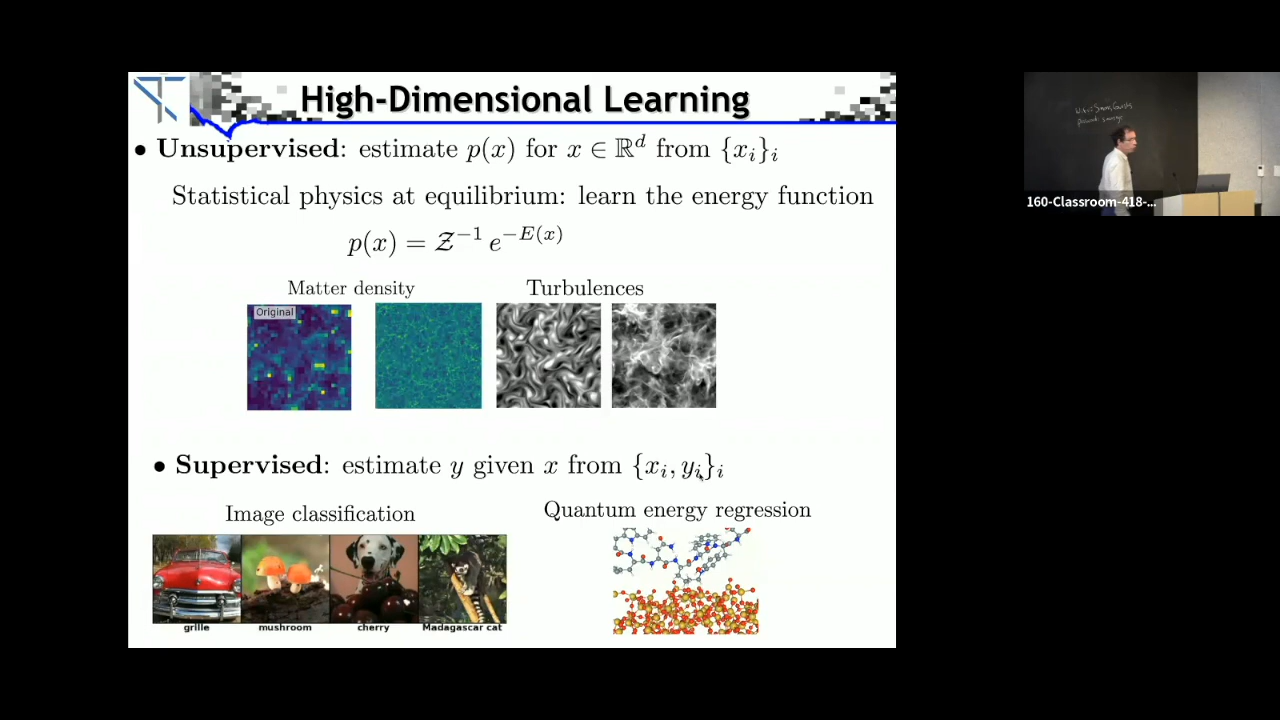 High-Dimensional Learning
• Unsupervised: estimate p(x) for x ∈ ℝ^d from {x_i}_i
Statistical physics at equilibrium: learn the energy function
p(x) = Z^{-1} e^{-E(x)}
Matter density
Turbulences
Original
• Supervised: estimate y given x from {x_i, y_i}_i
Image classification
Quantum energy regression
grille
mushroom
cherry
Madagascar cat
160-Classroom-418-...